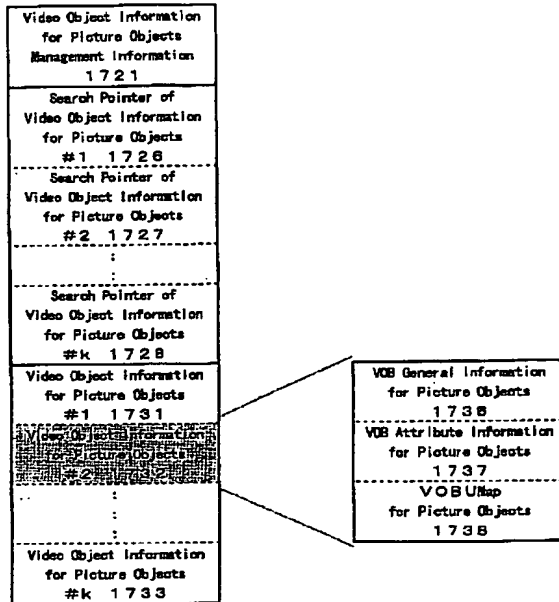 Video Object Information
for Picture Objects
Management Information
1721
Search Pointer of
Video Object Information
for Picture Objects
#1 1726
Search Pointer of
Video Object Information
for Picture Objects
#2 1727
Search Pointer of
Video Object Information
for Picture Objects
#k 1728
Video Object Information
for Picture Objects
#1 1731
Video Object Information
for Picture Objects
#2 1732
Video Object Information
for Picture Objects
#k 1733
VOB General Information
for Picture Objects
1736
VOB Attribute Information
for Picture Objects
1737
VOBUMap
for Picture Objects
1738